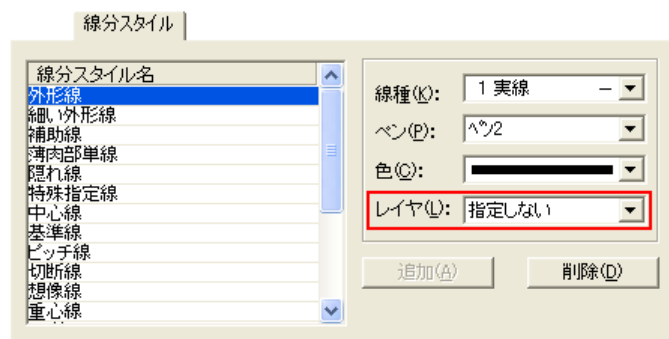 線分スタイル
線分スタイル名
外形線
細い外形線
補助線
薄肉部単線
隠れ線
特殊指定線
中心線
基準線
ピッチ線
切断線
想像線
重心線
線種(K): 1 実線
ペン(P): ﾍﾟﾝ2
色(C):
レイヤ(L): 指定しない
追加(A) 削除(D)